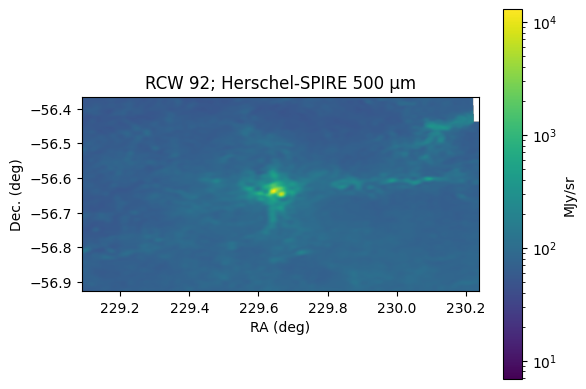 RCW 92; Herschel-SPIRE 500 μm
−56.4
−56.5
−56.6
−56.7
−56.8
−56.9
Dec. (deg)
229.2 229.4 229.6 229.8 230.0 230.2
RA (deg)
10⁴
10³
10²
10¹
MJy/sr